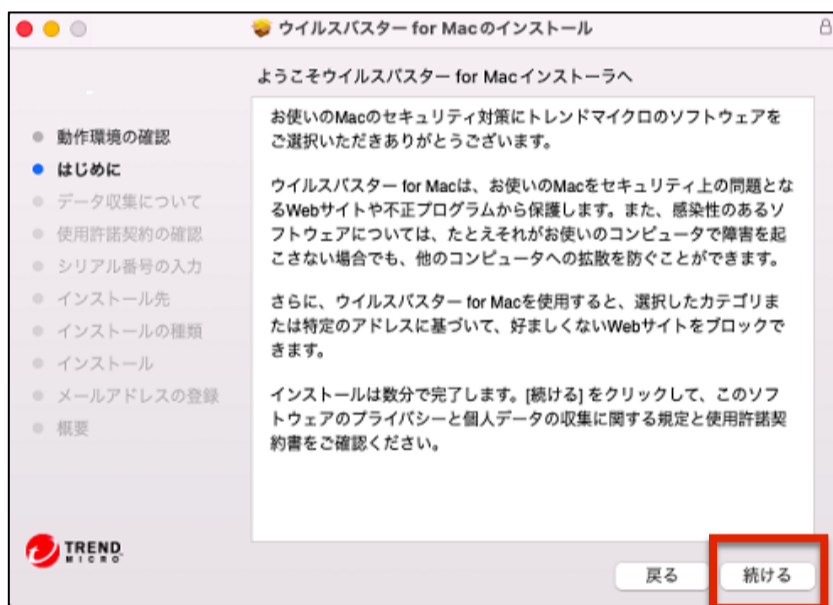 ウイルスバスター for Macのインストール
ようこそウイルスバスター for Macインストーラへ
動作環境の確認
はじめに
データ収集について
使用許諾契約の確認
シリアル番号の入力
インストール先
インストールの種類
インストール
メールアドレスの登録
概要
お使いのMacのセキュリティ対策にトレンドマイクロのソフトウェアを
ご選択いただきありがとうございます。
ウイルスバスター for Macは、お使いのMacをセキュリティ上の問題とな
るWebサイトや不正プログラムから保護します。また、感染性のあるソ
フトウェアについては、たとえそれがお使いのコンピュータで障害を起
こさない場合でも、他のコンピュータへの拡散を防ぐことができます。
さらに、ウイルスバスター for Macを使用すると、選択したカテゴリま
たは特定のアドレスに基づいて、好ましくないWebサイトをブロックで
きます。
インストールは数分で完了します。[続ける] をクリックして、このソフ
トウェアのプライバシーと個人データの収集に関する規定と使用許諾契
約書をご確認ください。
TREND
MICRO
戻る
続ける